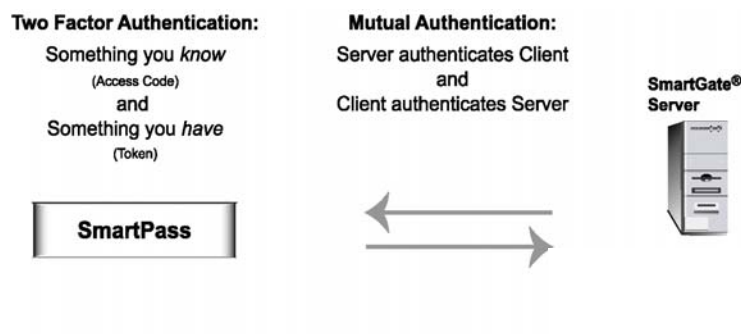 Two Factor Authentication:
Something you know
(Access Code)
and
Something you have
(Token)
SmartPass
Mutual Authentication:
Server authenticates Client
and
Client authenticates Server
SmartGate®
Server